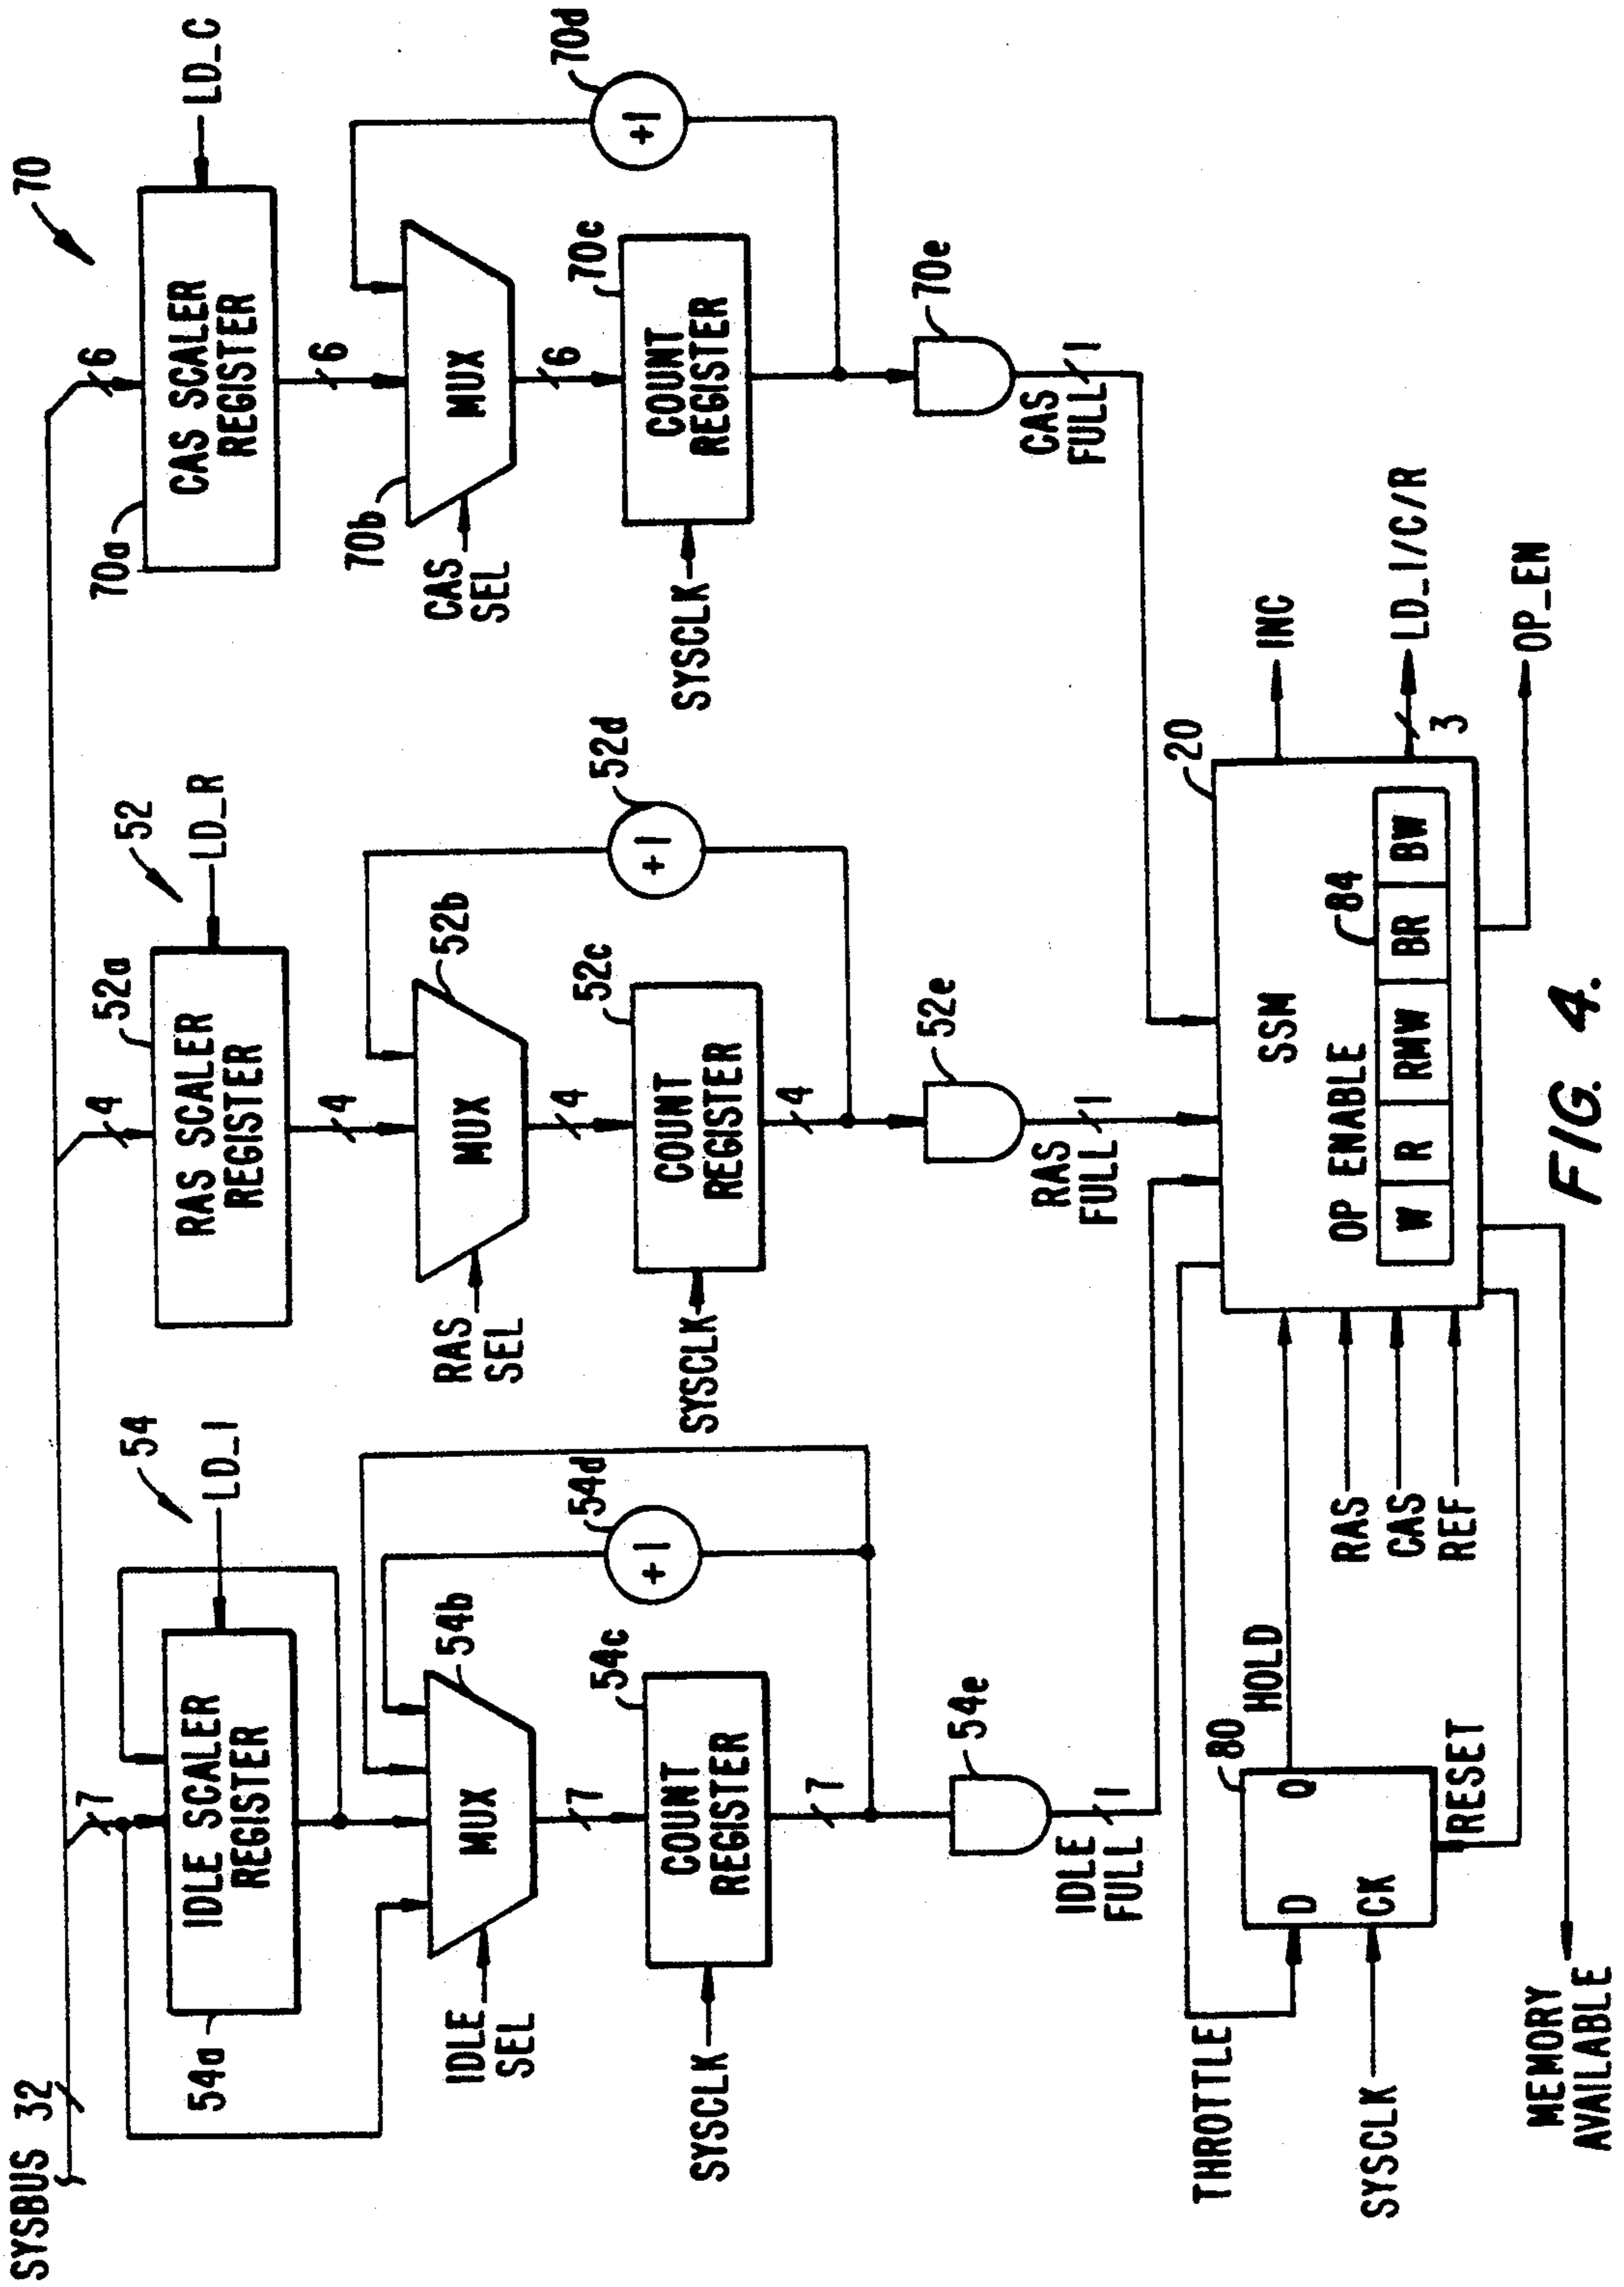 SYSBUS 32
7
4
6
54
LD_I
52
LD_R
70
LD_C
54a
IDLE SCALER
REGISTER
52a
RAS SCALER
REGISTER
70a
CAS SCALER
REGISTER
4
6
IDLE
SEL
MUX
54b
54d
+1
RAS
SEL
MUX
52b
52d
+1
CAS
SEL
MUX
70b
70d
+1
7
4
6
SYSCLK
COUNT
REGISTER
54c
SYSCLK
COUNT
REGISTER
52c
SYSCLK
COUNT
REGISTER
70c
7
4
54e
52e
70e
IDLE
FULL
1
RAS
FULL
1
CAS
FULL
1
THROTTLE
80
HOLD
D
Q
CK
RESET
SYSCLK
RAS
CAS
REF
20
SSM
OP ENABLE
84
W
R
RMW
BR
BW
INC
LD_I/C/R
3
OP_EN
MEMORY
AVAILABLE
FIG. 4.